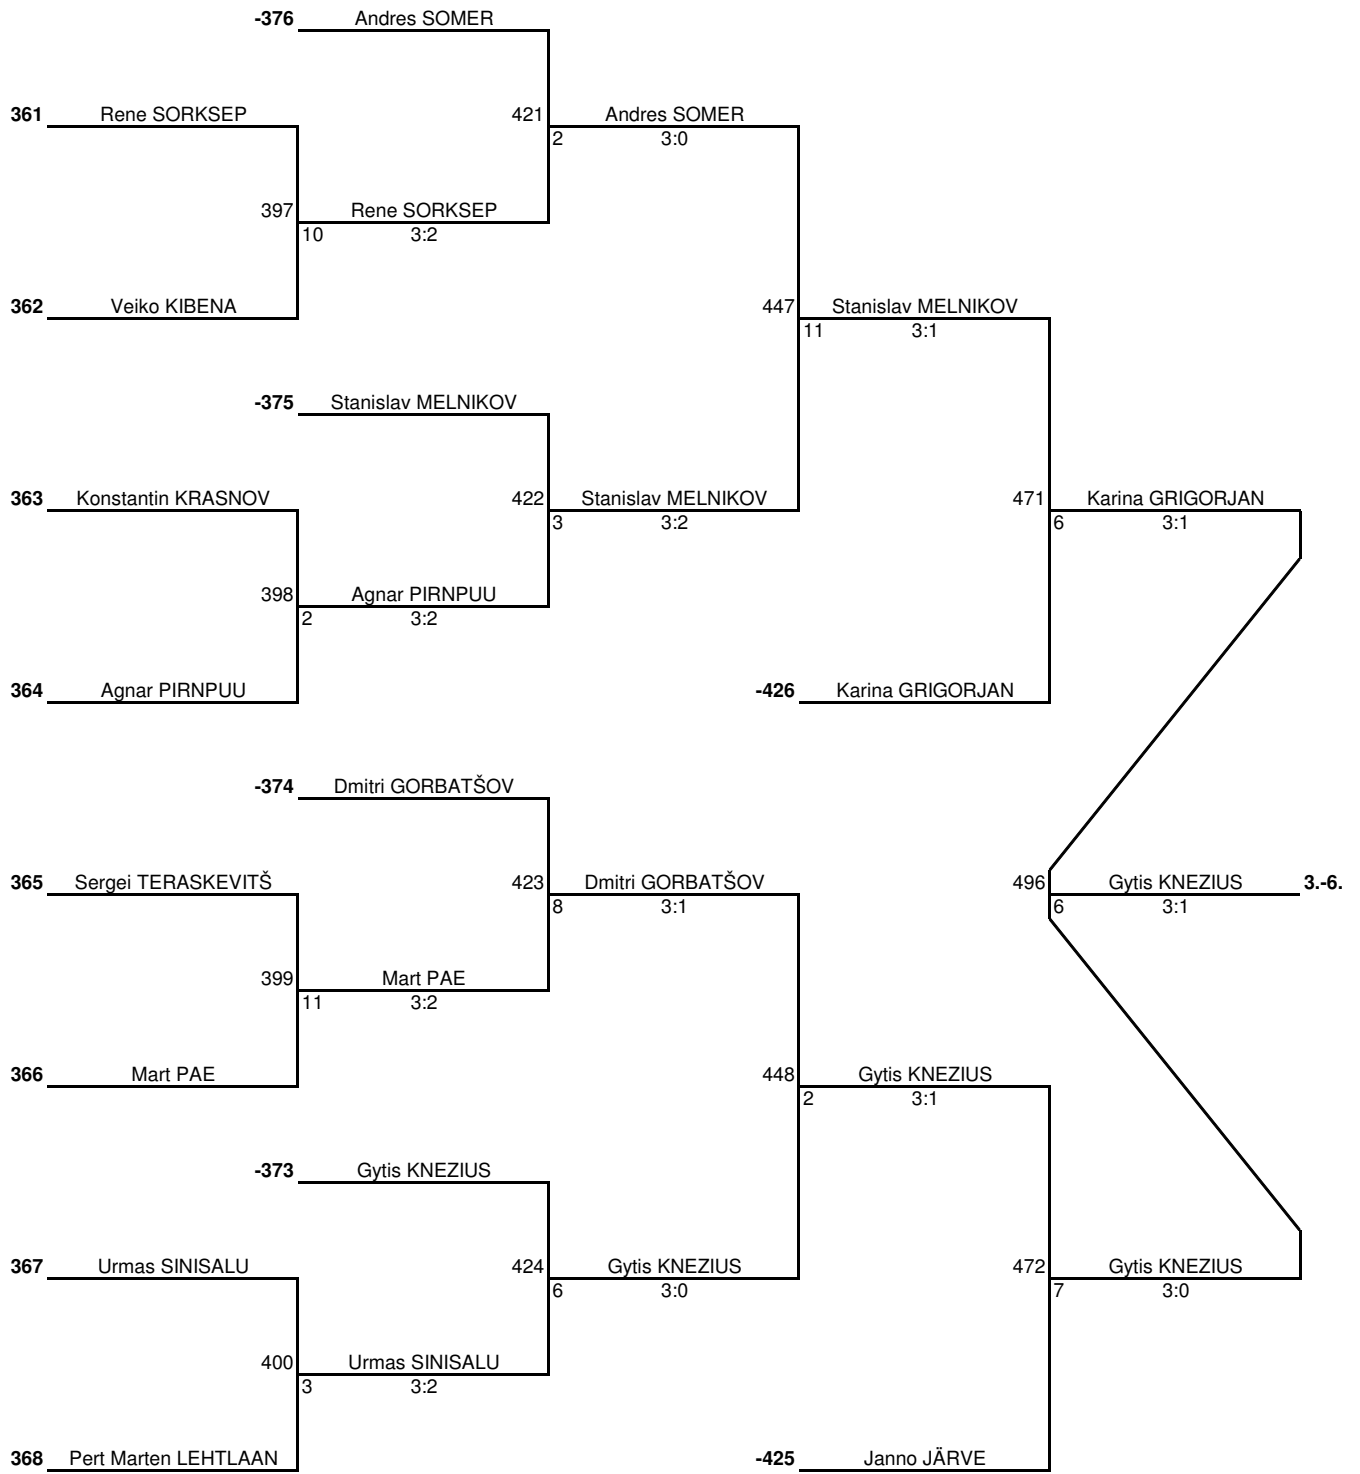 -376 Andres SOMER
361 Rene SORKSEP 421 Andres SOMER
2 3:0
397 Rene SORKSEP
10 3:2
362 Veiko KIBENA 447 Stanislav MELNIKOV
11 3:1
-375 Stanislav MELNIKOV
363 Konstantin KRASNOV 422 Stanislav MELNIKOV 471 Karina GRIGORJAN
3 3:2 6 3:1
398 Agnar PIRNPUU
2 3:2
364 Agnar PIRNPUU -426 Karina GRIGORJAN
-374 Dmitri GORBATŠOV
365 Sergei TERASKEVITŠ 423 Dmitri GORBATŠOV 496 Gytis KNEZIUS 3.-6.
8 3:1 6 3:1
399 Mart PAE
11 3:2
366 Mart PAE 448 Gytis KNEZIUS
2 3:1
-373 Gytis KNEZIUS
367 Urmas SINISALU 424 Gytis KNEZIUS 472 Gytis KNEZIUS
6 3:0 7 3:0
400 Urmas SINISALU
3 3:2
368 Pert Marten LEHTLAAN -425 Janno JÄRVE